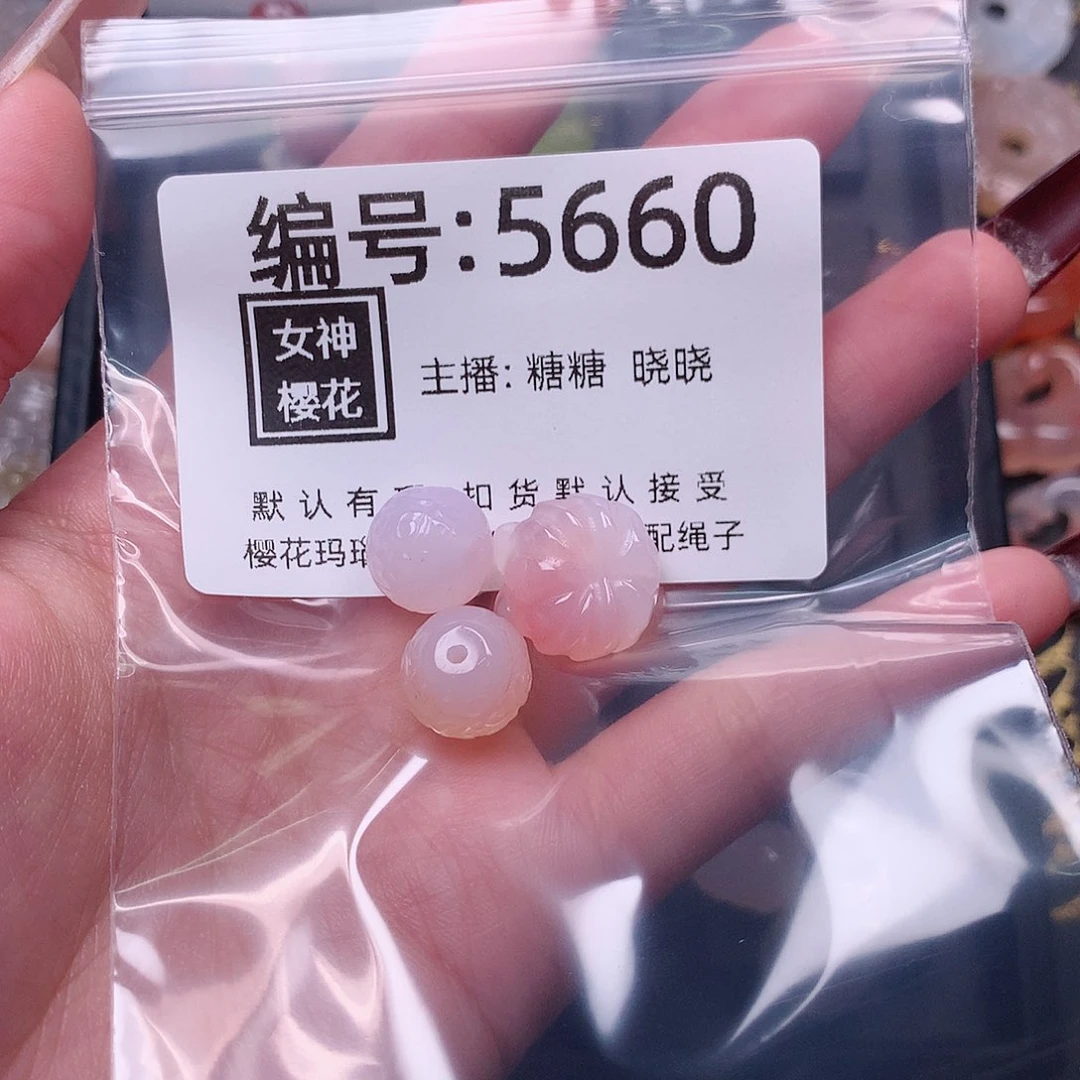 编号:5660
女神
樱花
主播: 糖糖 晓晓
默认有 扣货默认接受
樱花玛瑙 配绳子